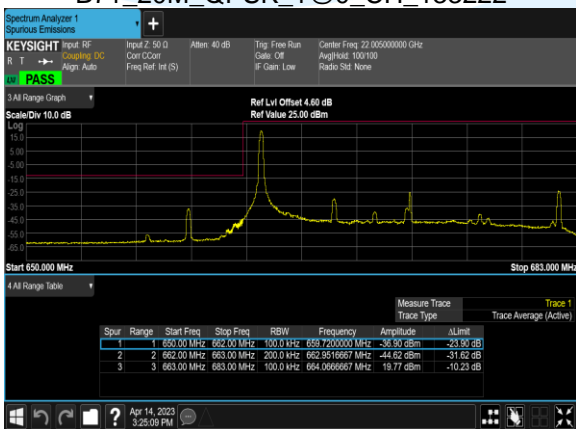 Spectrum Analyzer 1
Spurious Emissions
+
KEYSIGHT Input: RF Input Z: 50 Ω Atten: 40 dB Trig: Free Run Center Freq: 22.005000000 GHz
R T Coupling: DC Corr CCorr Gate: Off Avg|Hold: 100/100
Align: Auto Freq Ref: Int (S) IF Gain: Low Radio Std: None
PASS
3 All Range Graph
Ref Lvl Offset 4.60 dB
Scale/Div 10.0 dB Ref Value 25.00 dBm
Log
15.0
5.00
-5.00
-15.0
-25.0
-35.0
-45.0
-55.0
-65.0
Start 650.000 MHz Stop 683.000 MHz
4 All Range Table
Measure Trace Trace 1
Trace Type Trace Average (Active)
Spur Range Start Freq Stop Freq RBW Frequency Amplitude ΔLimit
1 1 650.00 MHz 662.00 MHz 100.0 kHz 659.7200000 MHz -36.90 dBm -23.90 dB
2 2 662.00 MHz 663.00 MHz 200.0 kHz 662.9516667 MHz -44.62 dBm -31.62 dB
3 3 663.00 MHz 683.00 MHz 100.0 kHz 664.0666667 MHz 19.77 dBm -10.23 dB
? Apr 14, 2023
3:25:09 PM